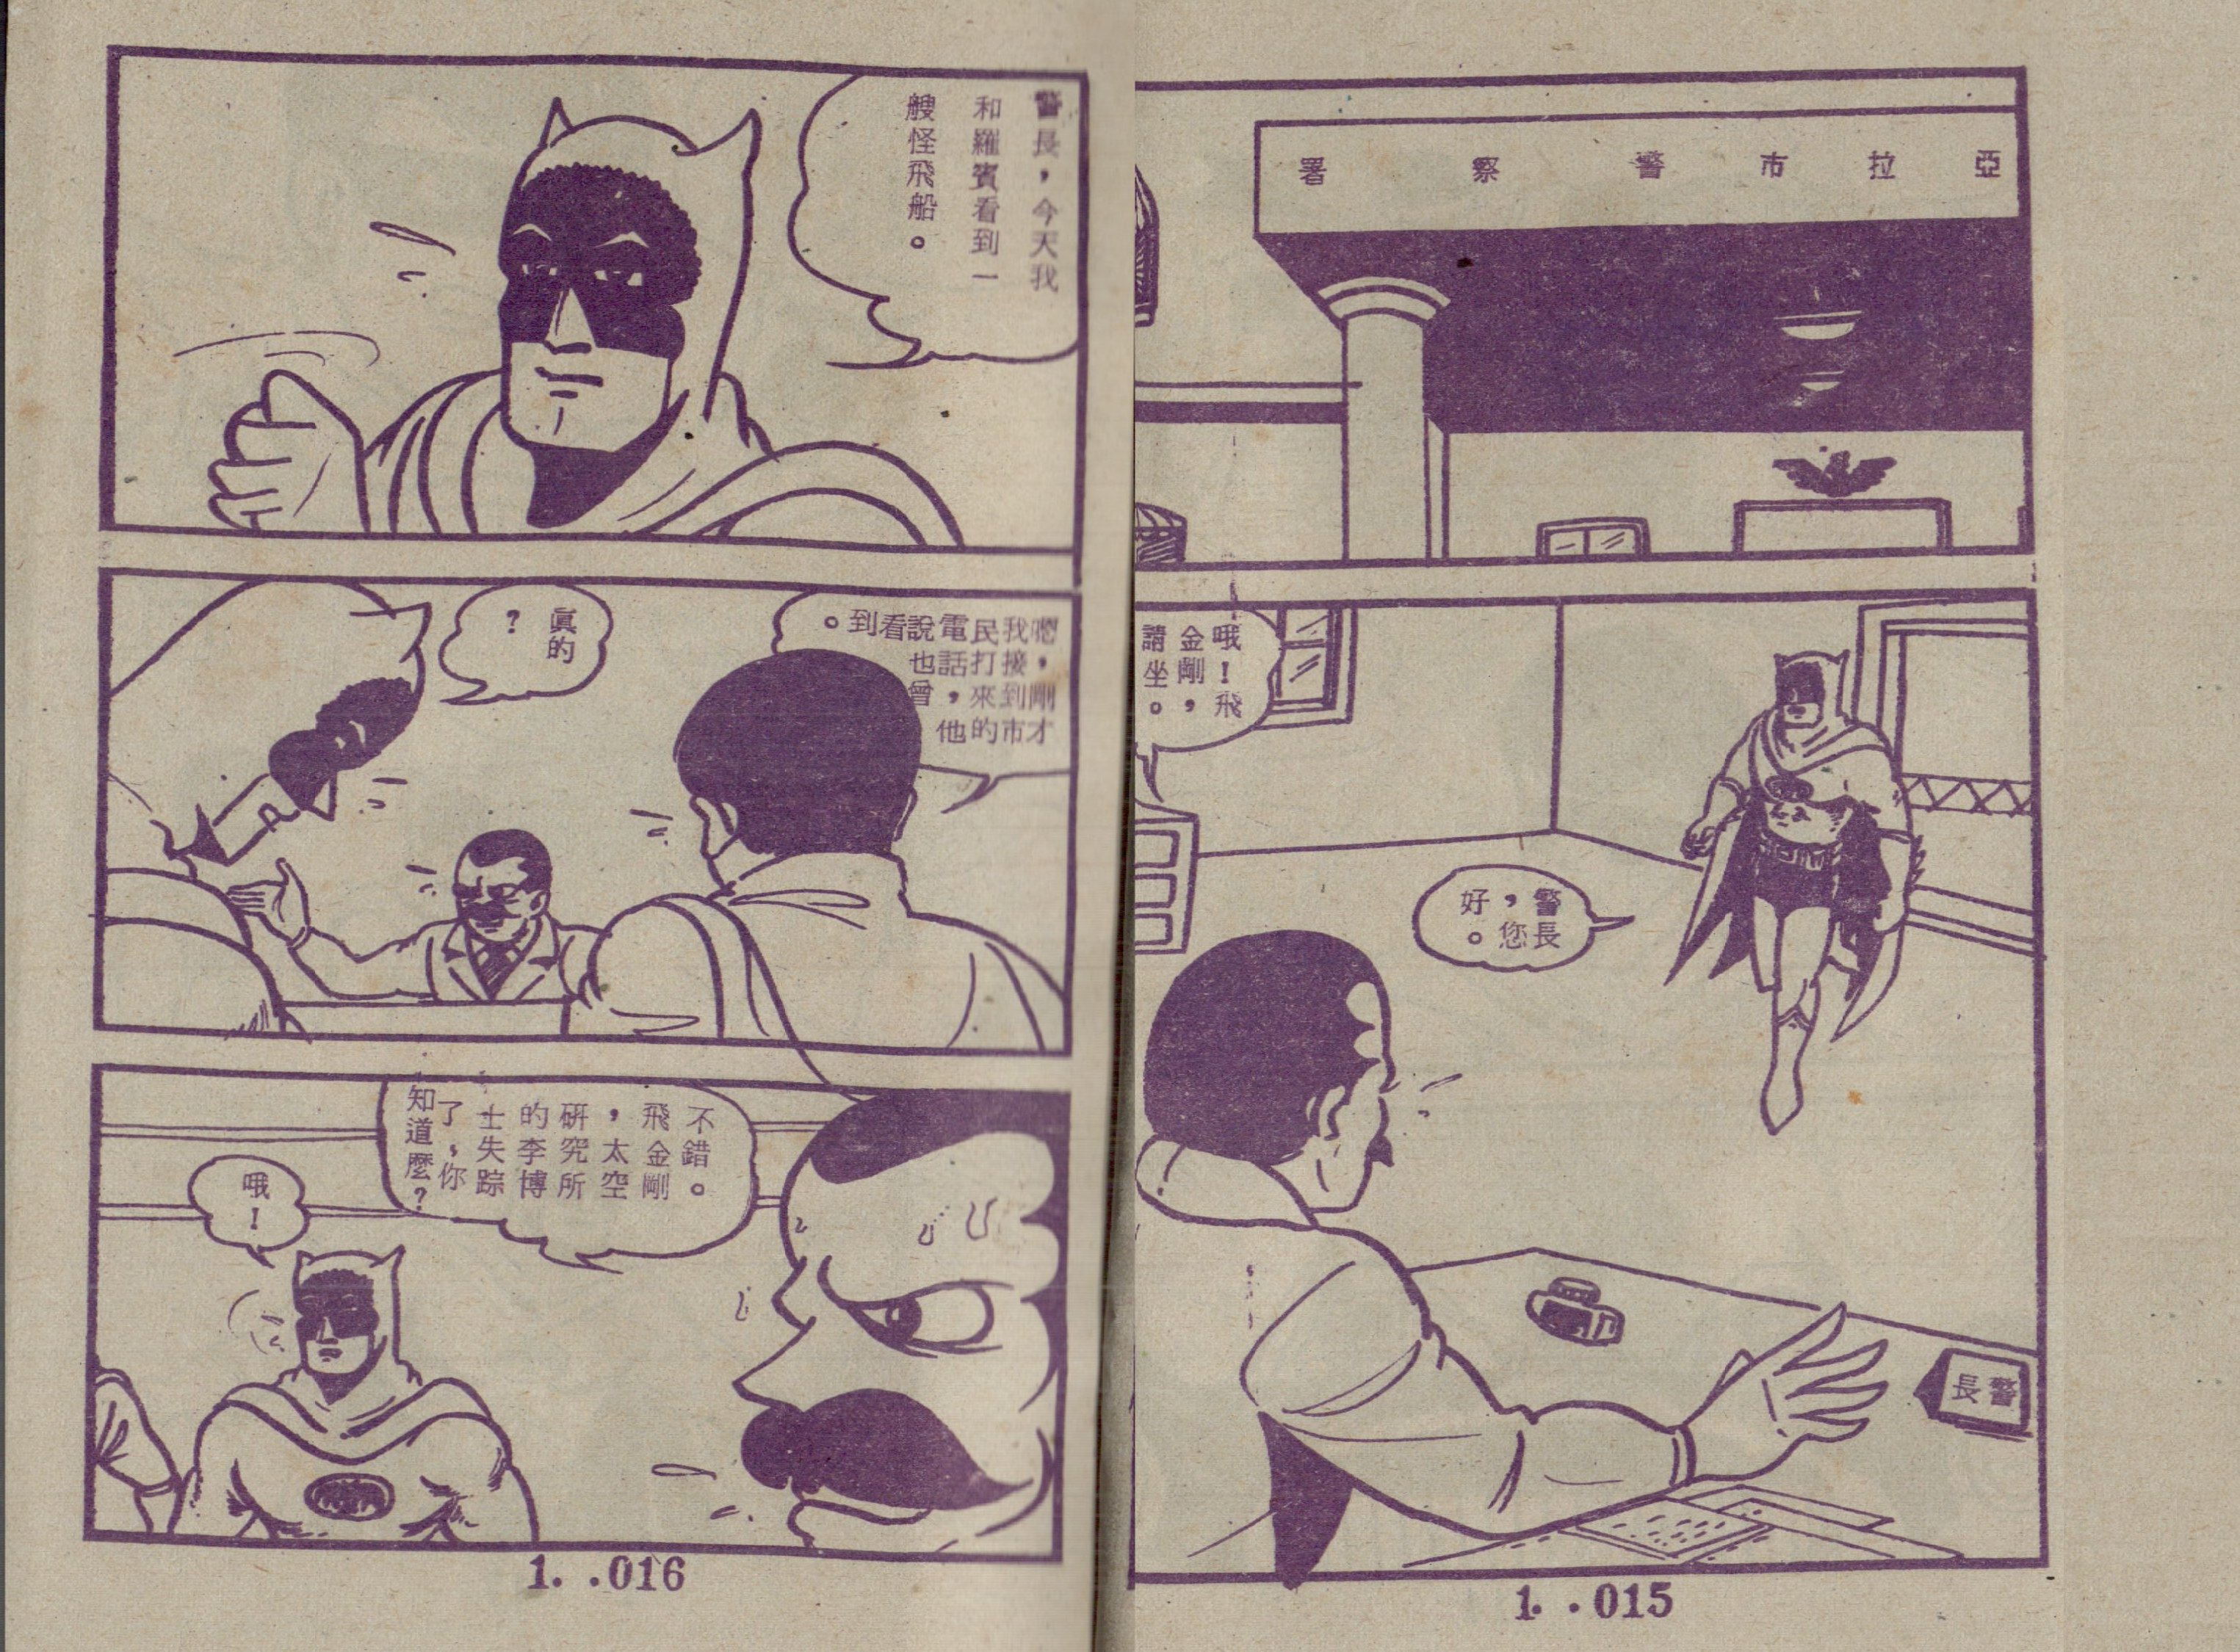 亞拉市警察署
警長
,您
好。
哦!飛
金剛,
請坐。
警長
1. .015
警長,今天我
和羅賓看到一
艘怪飛船。
嗯,剛才
我接到市
民打來的
電話,他
說也曾
看
到
。
眞的
?
不錯。
飛金剛
,太空
硏究所
的李博
士失踪
了,你
知道麼?
哦!
1. .016